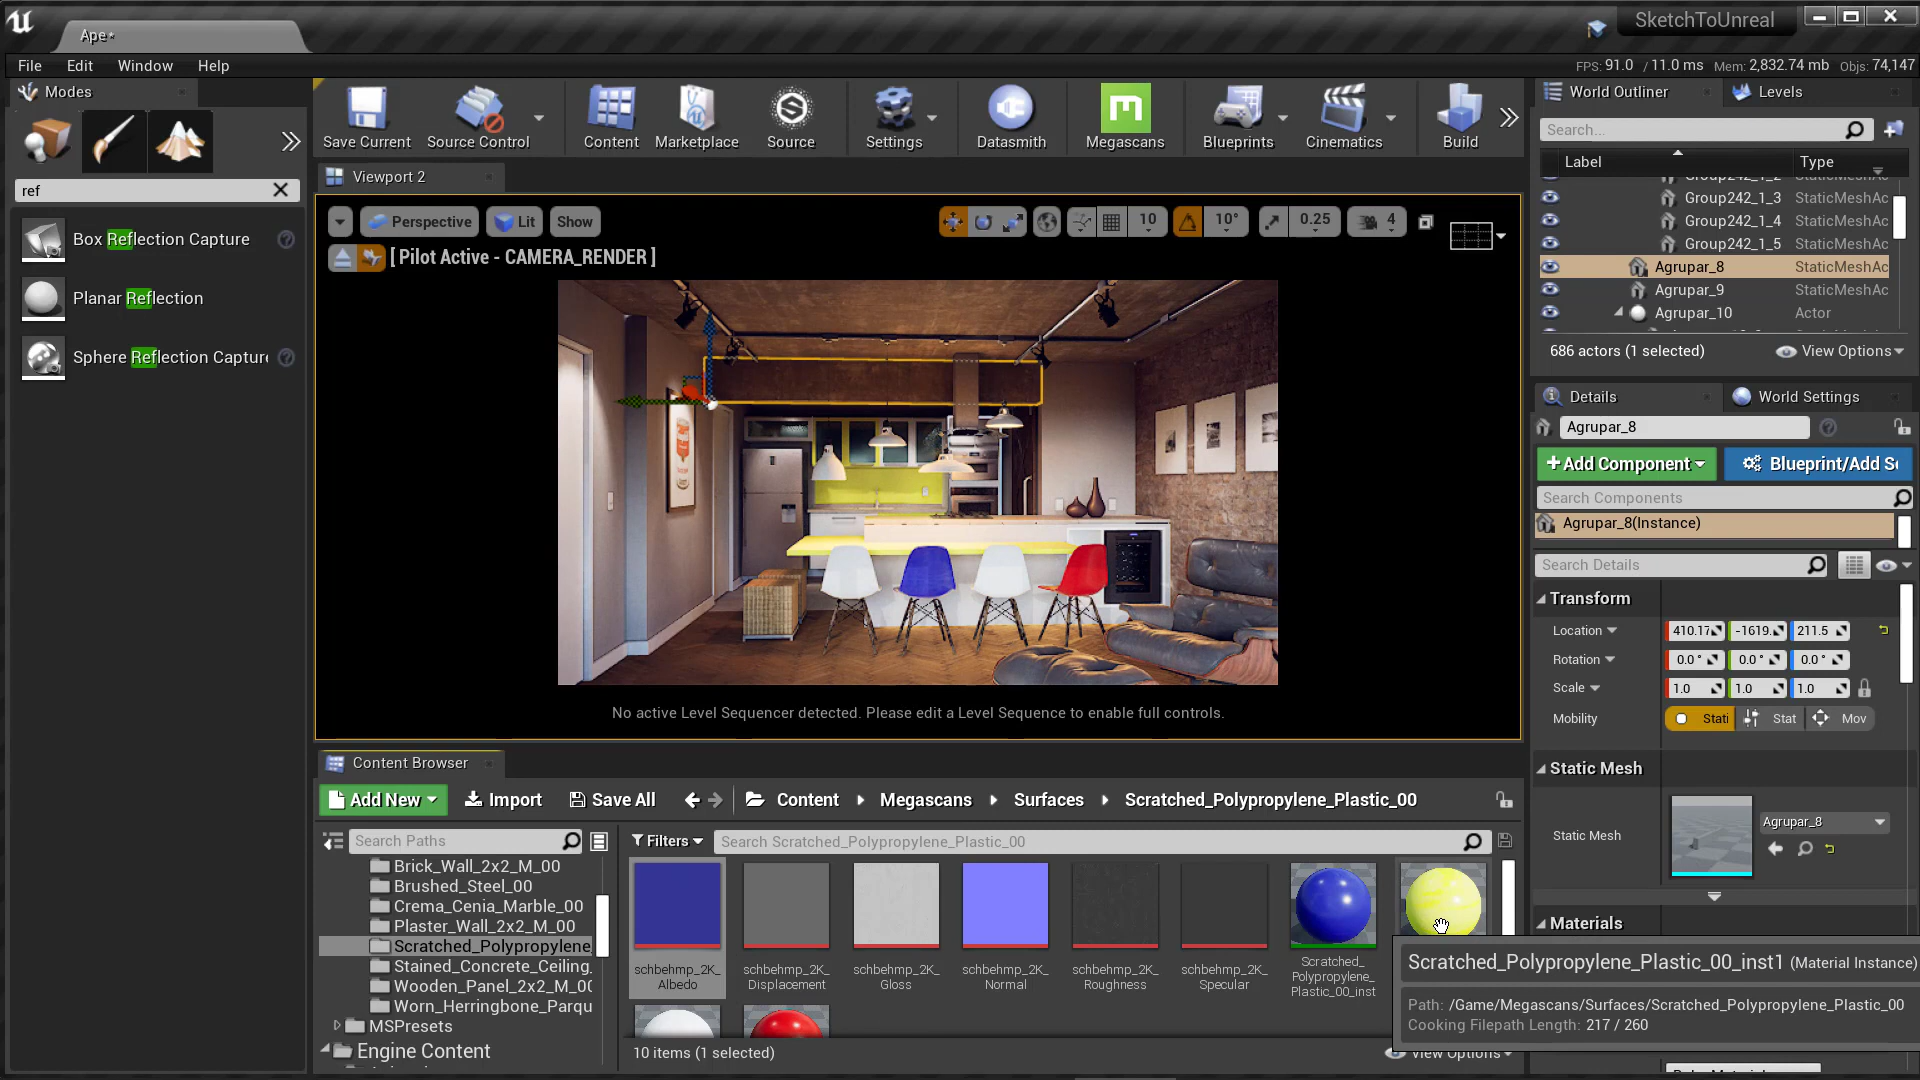 Ape*
SketchToUnreal
File Edit Window Help
FPS: 91.0 / 11.0 ms Mem: 2,832.74 mb Objs: 74,147
Modes
ref
Box Reflection Capture
Planar Reflection
Sphere Reflection Capture
Save Current
Source Control
Content
Marketplace
Source
Settings
Datasmith
Megascans
Blueprints
Cinematics
Build
Viewport 2
Perspective
Lit
Show
10
10°
0.25
4
[ Pilot Active - CAMERA_RENDER ]
No active Level Sequencer detected. Please edit a Level Sequence to enable full controls.
World Outliner
Levels
Search...
Label
Type
Group242_1_2 StaticMeshAc
Group242_1_3 StaticMeshAc
Group242_1_4 StaticMeshAc
Group242_1_5 StaticMeshAc
Agrupar_8 StaticMeshAc
Agrupar_9 StaticMeshAc
Agrupar_10 Actor
686 actors (1 selected)
View Options
Details
World Settings
Agrupar_8
+Add Component
Blueprint/Add S
Search Components
Agrupar_8(Instance)
Search Details
Transform
Location 410.17 -1619. 211.5
Rotation 0.0 ° 0.0 ° 0.0 °
Scale 1.0 1.0 1.0
Mobility Stati Stat Mov
Static Mesh
Static Mesh
Agrupar_8
Materials
Content Browser
Add New
Import
Save All
Content
Megascans
Surfaces
Scratched_Polypropylene_Plastic_00
Search Paths
Filters
Search Scratched_Polypropylene_Plastic_00
Brick_Wall_2x2_M_00
Brushed_Steel_00
Crema_Cenia_Marble_00
Plaster_Wall_2x2_M_00
Scratched_Polypropylene_
Stained_Concrete_Ceiling_
Wooden_Panel_2x2_M_00
Worn_Herringbone_Parqu
MSPresets
Engine Content
schbehmp_2K_
Albedo
schbehmp_2K_
Displacement
schbehmp_2K_
Gloss
schbehmp_2K_
Normal
schbehmp_2K_
Roughness
schbehmp_2K_
Specular
Scratched_
Polypropylene_
Plastic_00_inst
10 items (1 selected)
View Options
Scratched_Polypropylene_Plastic_00_inst1 (Material Instance)
Path: /Game/Megascans/Surfaces/Scratched_Polypropylene_Plastic_00
Cooking Filepath Length: 217 / 260